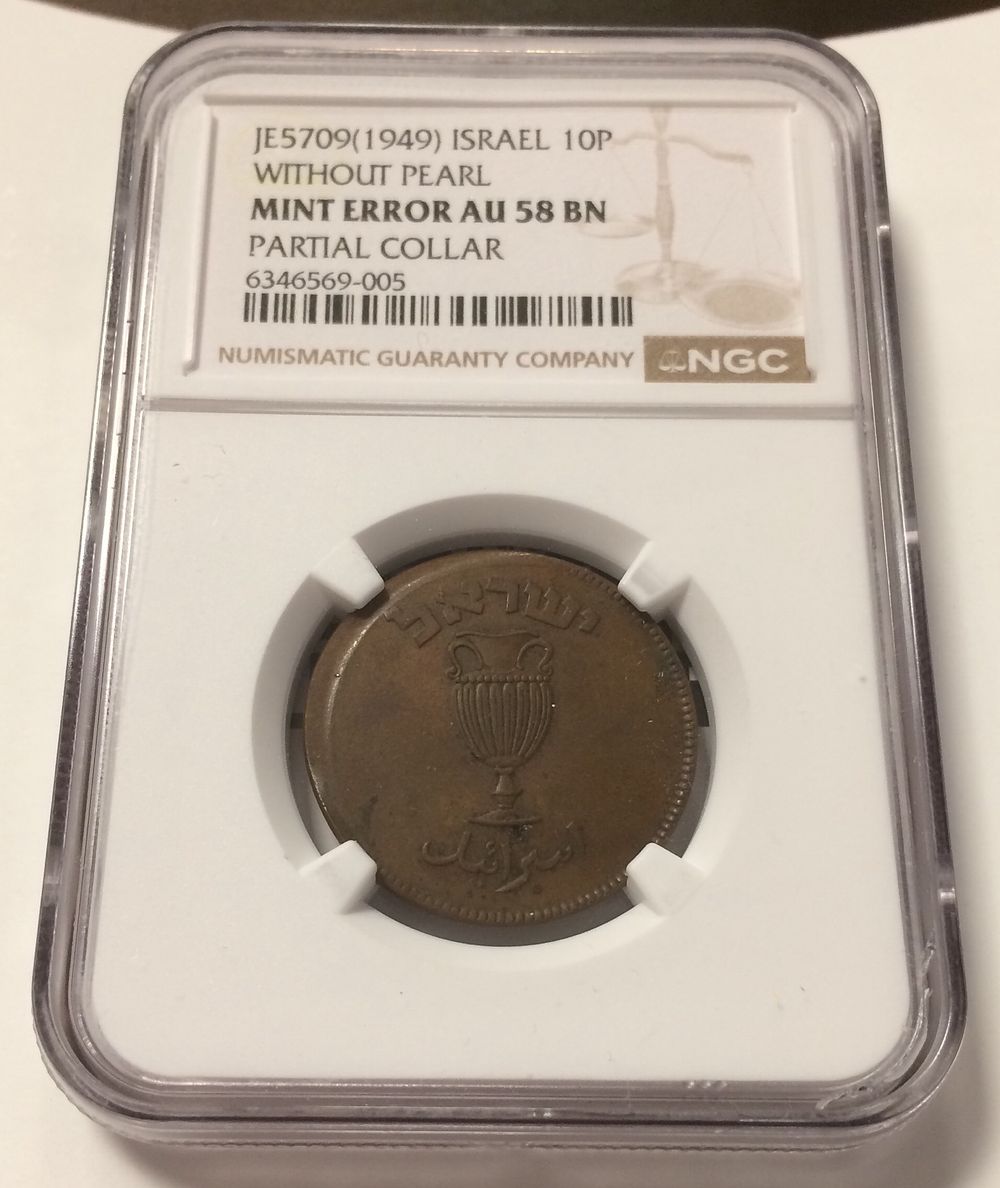 JE5709(1949) ISRAEL 10P
WITHOUT PEARL
MINT ERROR AU 58 BN
PARTIAL COLLAR
6346569-005
NUMISMATIC GUARANTY COMPANY NGC
ישראל
اسرائيل